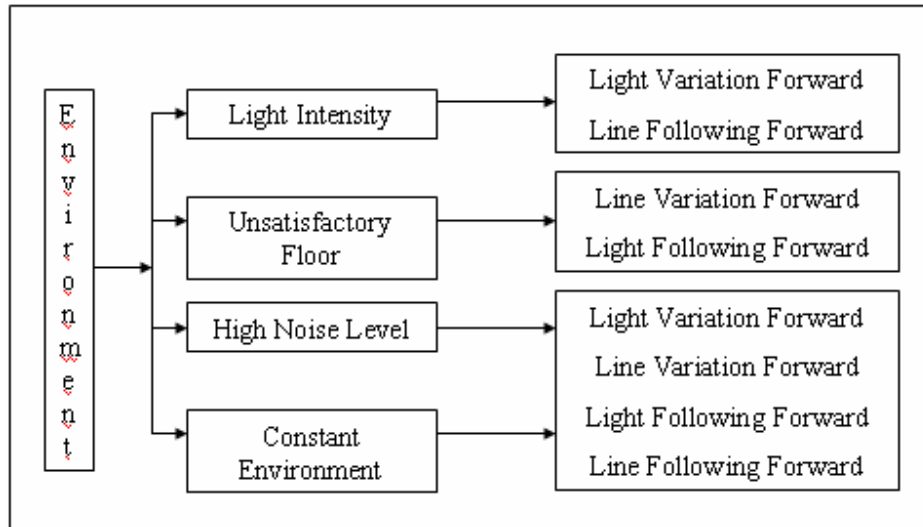 Environment
Light Intensity
Light Variation Forward
Line Following Forward
Unsatisfactory
Floor
Line Variation Forward
Light Following Forward
High Noise Level
Constant
Environment
Light Variation Forward
Line Variation Forward
Light Following Forward
Line Following Forward